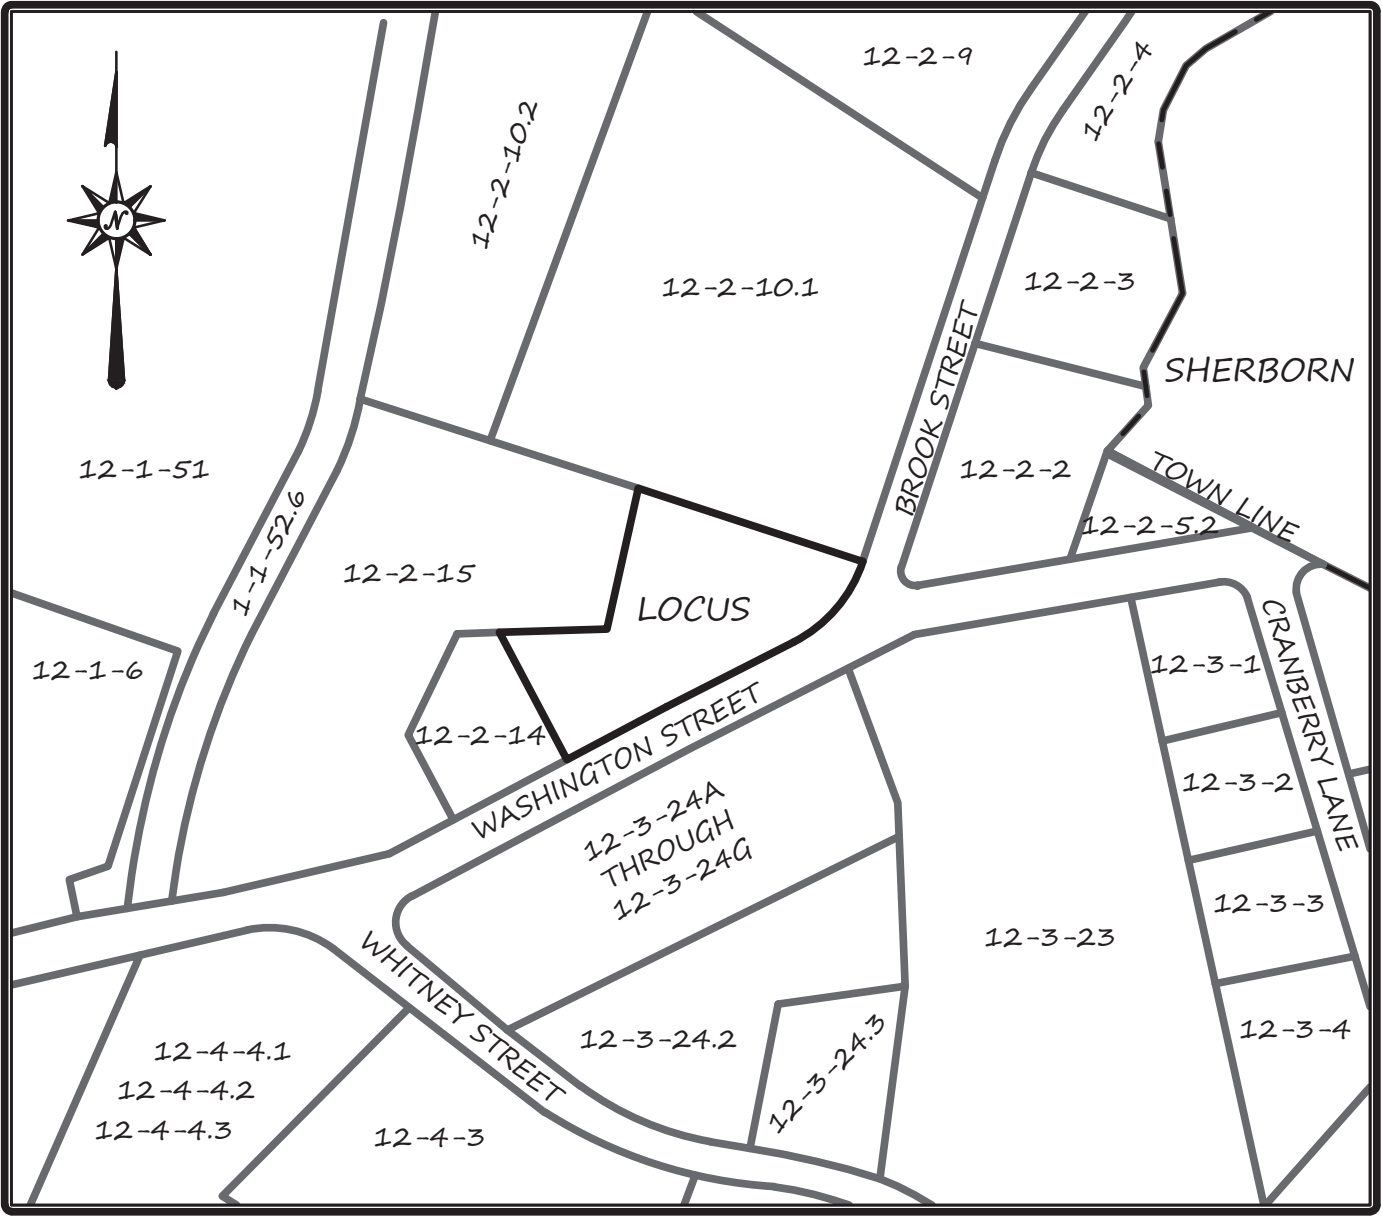 12-2-9
12-2-4
12-2-10.2
N
12-2-10.1
12-2-3
SHERBORN
BROOK STREET
12-1-51
12-2-2
TOWN LINE
12-2-5.2
1-1-52.6
12-2-15
LOCUS
12-1-6
12-3-1
CRANBERRY LANE
12-2-14
WASHINGTON STREET
12-3-2
12-3-24A
THROUGH
12-3-24G
12-3-3
12-3-23
WHITNEY STREET
12-3-4
12-3-24.2
12-3-24.3
12-4-4.1
12-4-4.2
12-4-4.3
12-4-3